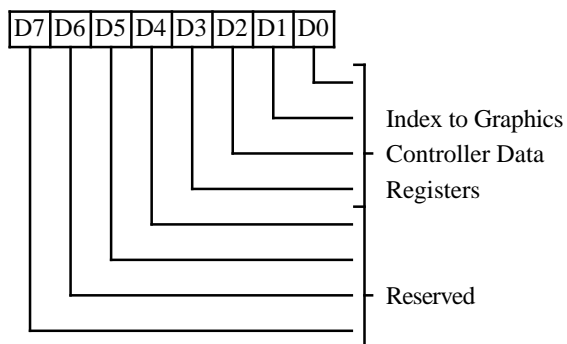 D7 D6 D5 D4 D3 D2 D1 D0
Index to Graphics
Controller Data
Registers
Reserved